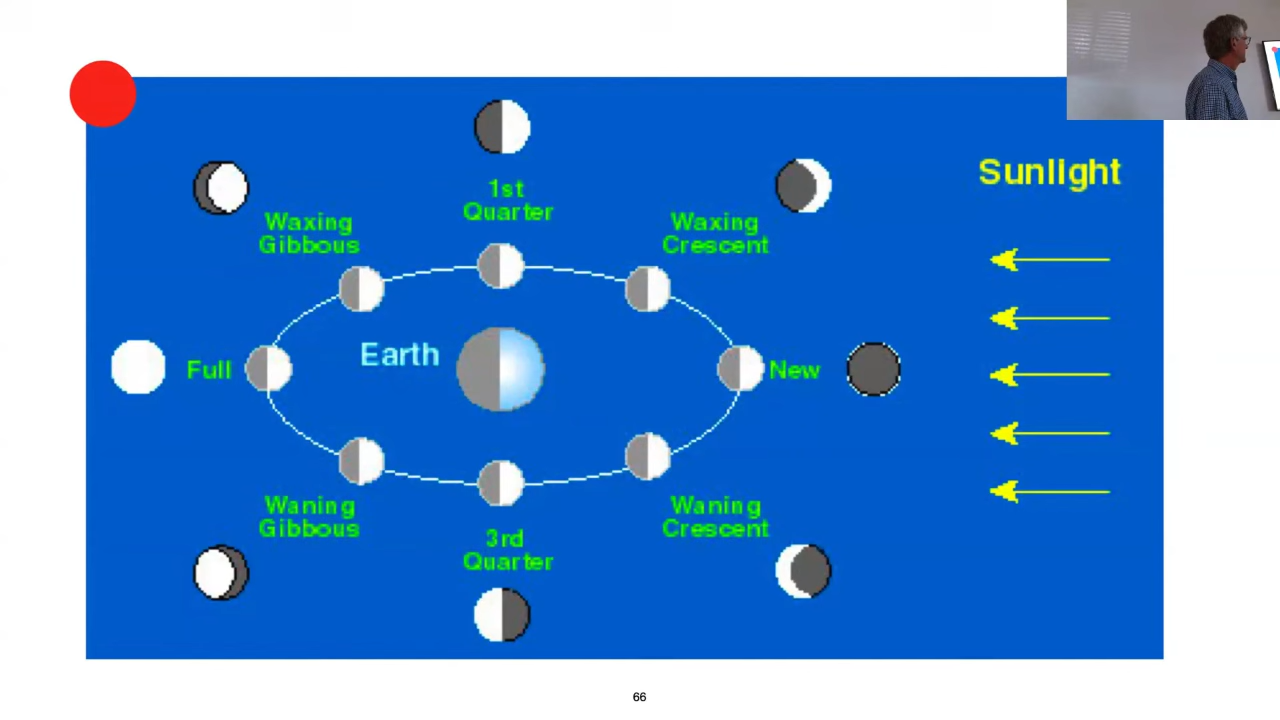 Sunlight
1st
Quarter
Waxing
Gibbous
Waxing
Crescent
Earth
Full
New
Waning
Gibbous
3rd
Quarter
Waning
Crescent
66